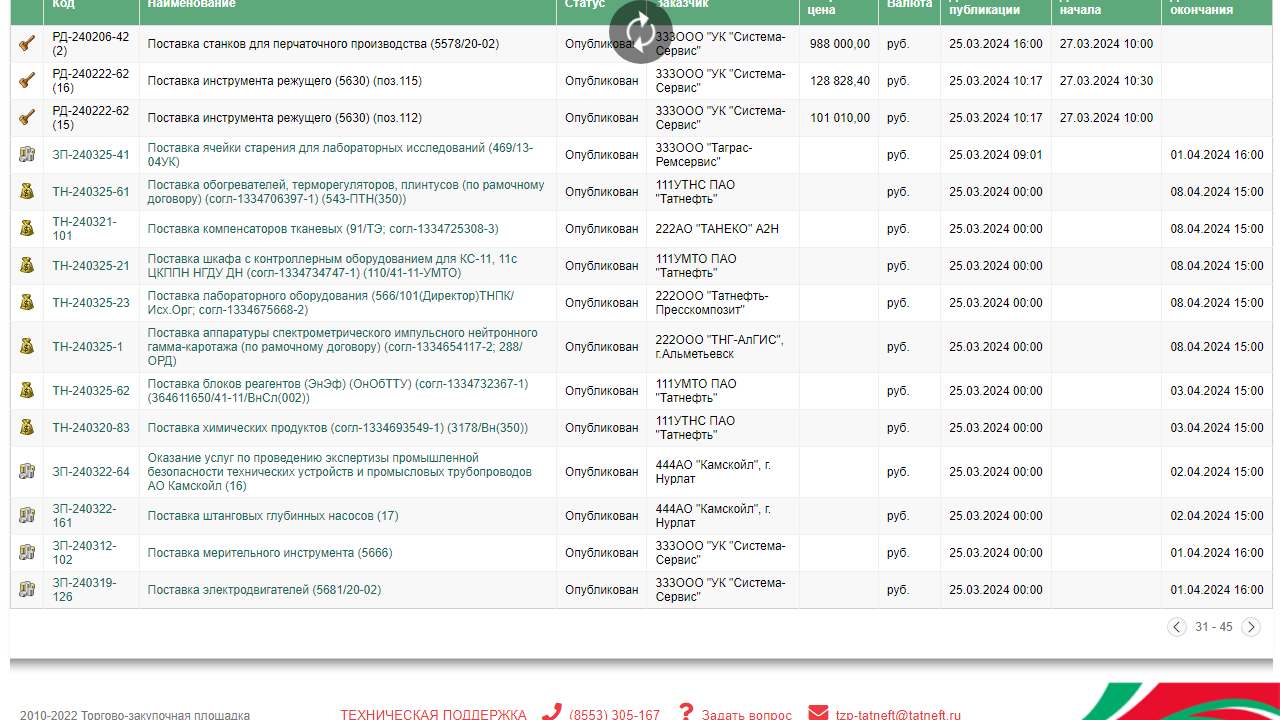 Код Наименование Статус Заказчик цена Валюта публикации начала окончания
РД-240206-42 (2) Поставка станков для перчаточного производства (5578/20-02) Опубликован 333ООО "УК "Система-Сервис" 988 000,00 руб. 25.03.2024 16:00 27.03.2024 10:00
РД-240222-62 (16) Поставка инструмента режущего (5630) (поз.115) Опубликован 333ООО "УК "Система-Сервис" 128 828,40 руб. 25.03.2024 10:17 27.03.2024 10:30
РД-240222-62 (15) Поставка инструмента режущего (5630) (поз.112) Опубликован 333ООО "УК "Система-Сервис" 101 010,00 руб. 25.03.2024 10:17 27.03.2024 10:00
ЗП-240325-41 Поставка ячейки старения для лабораторных исследований (469/13-04УК) Опубликован 333ООО "Таграс-Ремсервис" руб. 25.03.2024 09:01 01.04.2024 16:00
ТН-240325-61 Поставка обогревателей, терморегуляторов, плинтусов (по рамочному договору) (согл-1334706397-1) (543-ПТН(350)) Опубликован 111УТНС ПАО "Татнефть" руб. 25.03.2024 00:00 08.04.2024 15:00
ТН-240321-101 Поставка компенсаторов тканевых (91/ТЭ; согл-1334725308-3) Опубликован 222АО "ТАНЕКО" А2Н руб. 25.03.2024 00:00 08.04.2024 15:00
ТН-240325-21 Поставка шкафа с контроллерным оборудованием для КС-11, 11с ЦКППН НГДУ ДН (согл-1334734747-1) (110/41-11-УМТО) Опубликован 111УМТО ПАО "Татнефть" руб. 25.03.2024 00:00 08.04.2024 15:00
ТН-240325-23 Поставка лабораторного оборудования (566/101(Директор)ТНПК/Исх.Орг; согл-1334675668-2) Опубликован 222ООО "Татнефть-Пресскомпозит" руб. 25.03.2024 00:00 08.04.2024 15:00
ТН-240325-1 Поставка аппаратуры спектрометрического импульсного нейтронного гамма-каротажа (по рамочному договору) (согл-1334654117-2; 288/ОРД) Опубликован 222ООО "ТНГ-АлГИС", г.Альметьевск руб. 25.03.2024 00:00 08.04.2024 15:00
ТН-240325-62 Поставка блоков реагентов (ЭнЭф) (ОнОбТТУ) (согл-1334732367-1) (364611650/41-11/ВнСл(002)) Опубликован 111УМТО ПАО "Татнефть" руб. 25.03.2024 00:00 03.04.2024 15:00
ТН-240320-83 Поставка химических продуктов (согл-1334693549-1) (3178/Вн(350)) Опубликован 111УТНС ПАО "Татнефть" руб. 25.03.2024 00:00 03.04.2024 15:00
ЗП-240322-64 Оказание услуг по проведению экспертизы промышленной безопасности технических устройств и промысловых трубопроводов АО Камскойл (16) Опубликован 444АО "Камскойл", г. Нурлат руб. 25.03.2024 00:00 02.04.2024 15:00
ЗП-240322-161 Поставка штанговых глубинных насосов (17) Опубликован 444АО "Камскойл", г. Нурлат руб. 25.03.2024 00:00 02.04.2024 15:00
ЗП-240312-102 Поставка мерительного инструмента (5666) Опубликован 333ООО "УК "Система-Сервис" руб. 25.03.2024 00:00 01.04.2024 16:00
ЗП-240319-126 Поставка электродвигателей (5681/20-02) Опубликован 333ООО "УК "Система-Сервис" руб. 25.03.2024 00:00 01.04.2024 16:00
31 - 45
2010-2022 Торгово-закупочная площадка ТЕХНИЧЕСКАЯ ПОДДЕРЖКА (8553) 305-167 Задать вопрос tzp-tatneft@tatneft.ru